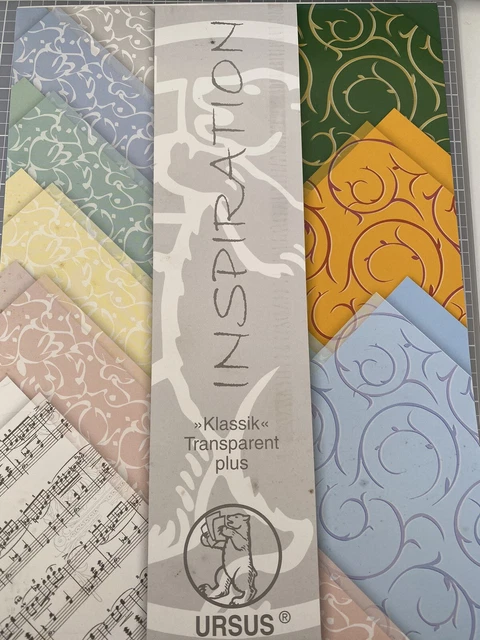 INSPIRATION
»Klassik«
Transparent
plus
URSUS®